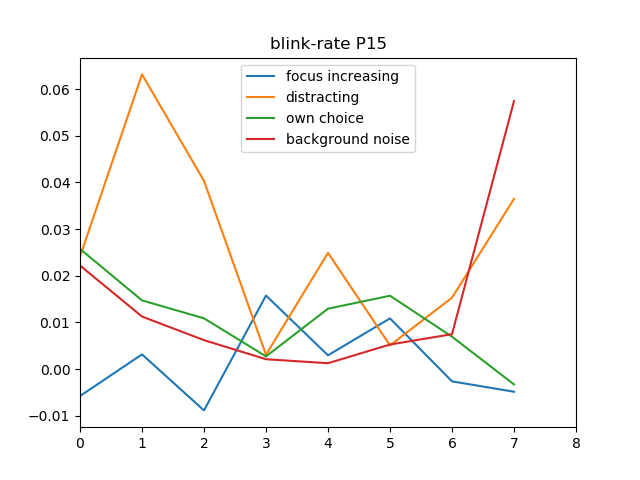 blink-rate P15
focus increasing
distracting
own choice
background noise
0.06
0.05
0.04
0.03
0.02
0.01
0.00
−0.01
0 1 2 3 4 5 6 7 8